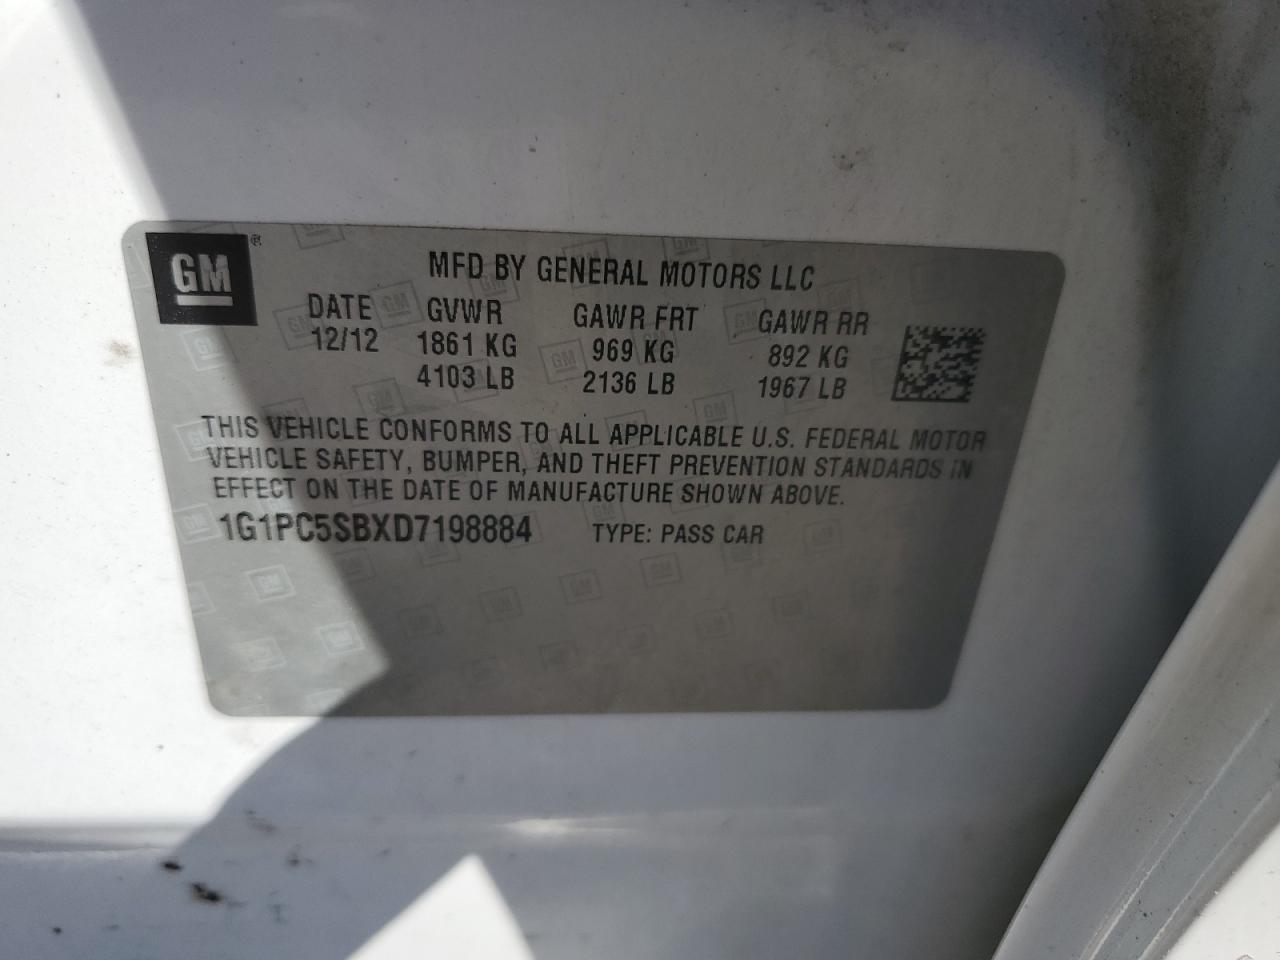 GM ®
MFD BY GENERAL MOTORS LLC
DATE GVWR GAWR FRT GAWR RR
12/12 1861 KG 969 KG 892 KG
4103 LB 2136 LB 1967 LB
THIS VEHICLE CONFORMS TO ALL APPLICABLE U.S. FEDERAL MOTOR
VEHICLE SAFETY, BUMPER, AND THEFT PREVENTION STANDARDS IN
EFFECT ON THE DATE OF MANUFACTURE SHOWN ABOVE.
1G1PC5SBXD7198884 TYPE: PASS CAR